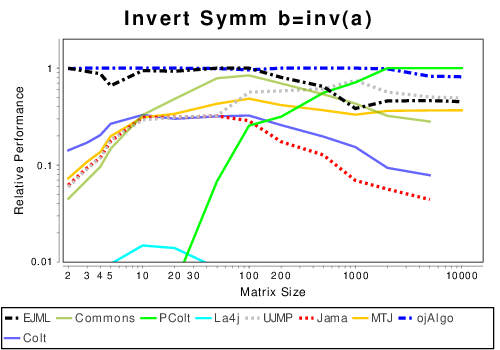 Invert Symm b=inv(a)
Relative Performance
1
0.1
0.01
2 3 4 5 10 20 30 100 200 1000 10000
Matrix Size
EJML Commons PColt La4j UJMP Jama MTJ ojAlgo
Colt